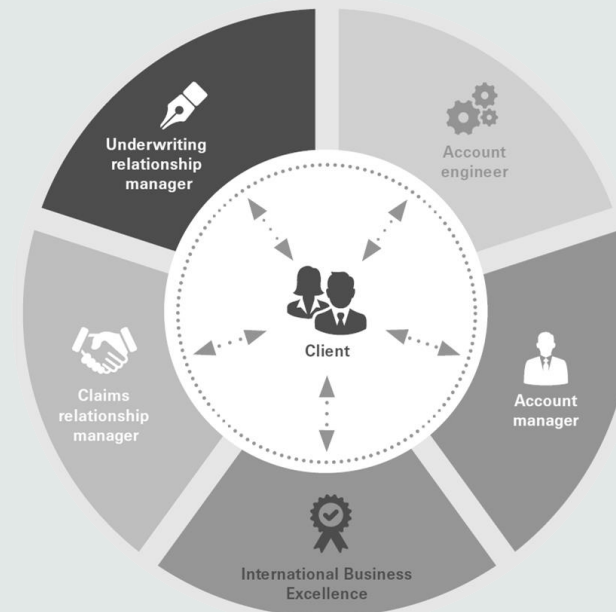 Underwriting
relationship
manager
Account
engineer
Client
Claims
relationship
manager
Account
manager
International Business
Excellence